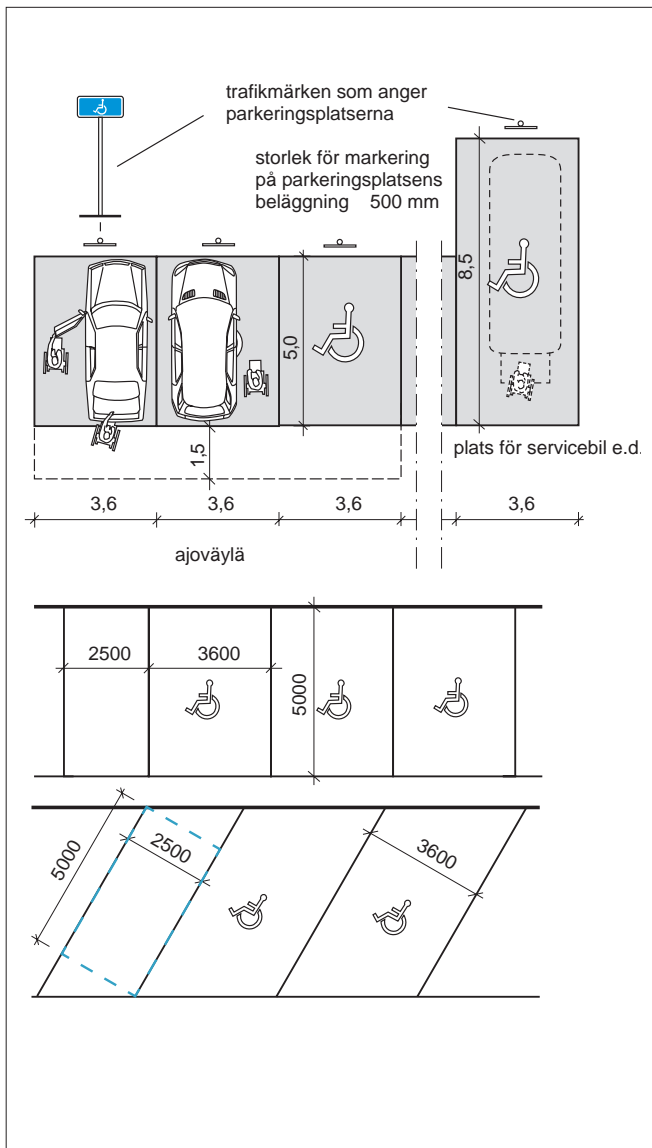 trafikmärken som anger
parkeringsplatserna
storlek för markering
på parkeringsplatsens
beläggning 500 mm
8,5
5,0
1,5
plats för servicebil e.d.
3,6 3,6 3,6 3,6
ajoväylä
2500 3600
5000
5000
2500
3600